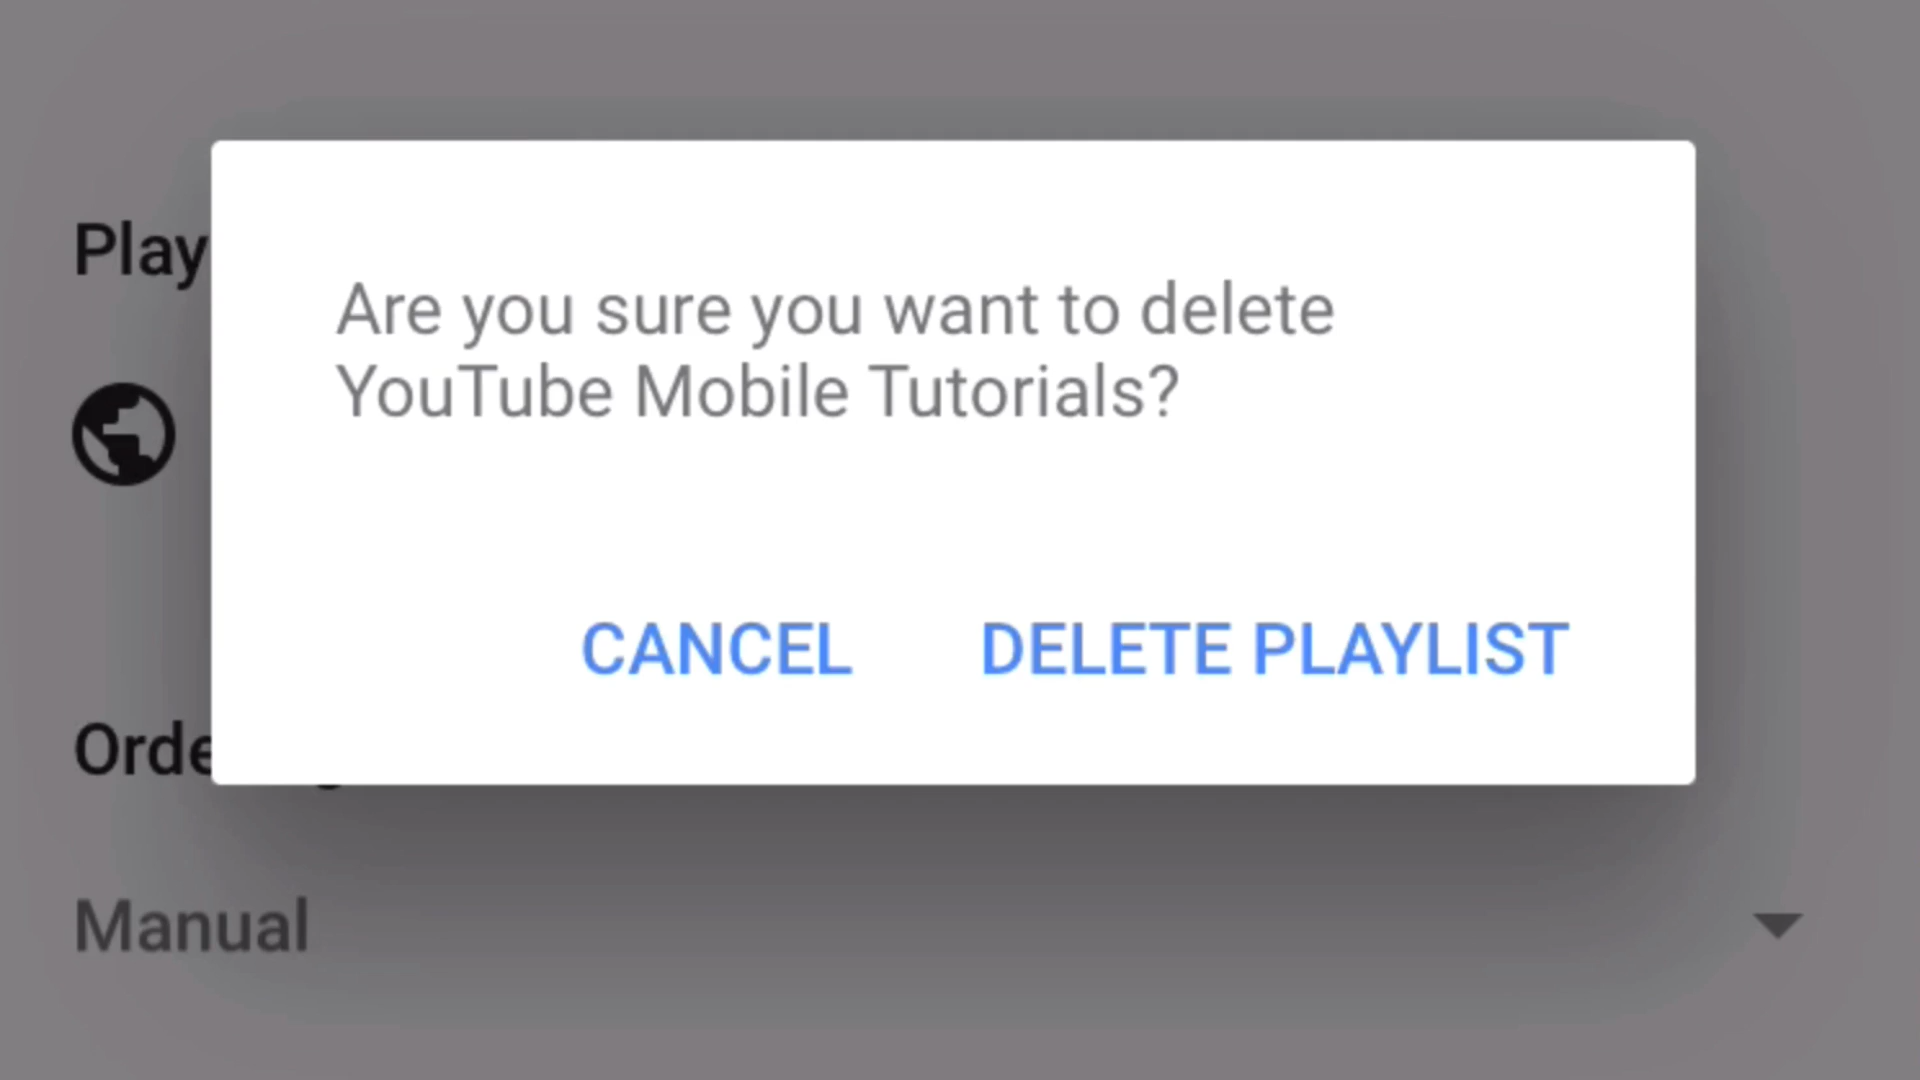 Play
Are you sure you want to delete
YouTube Mobile Tutorials?
CANCEL DELETE PLAYLIST
Orde
Manual